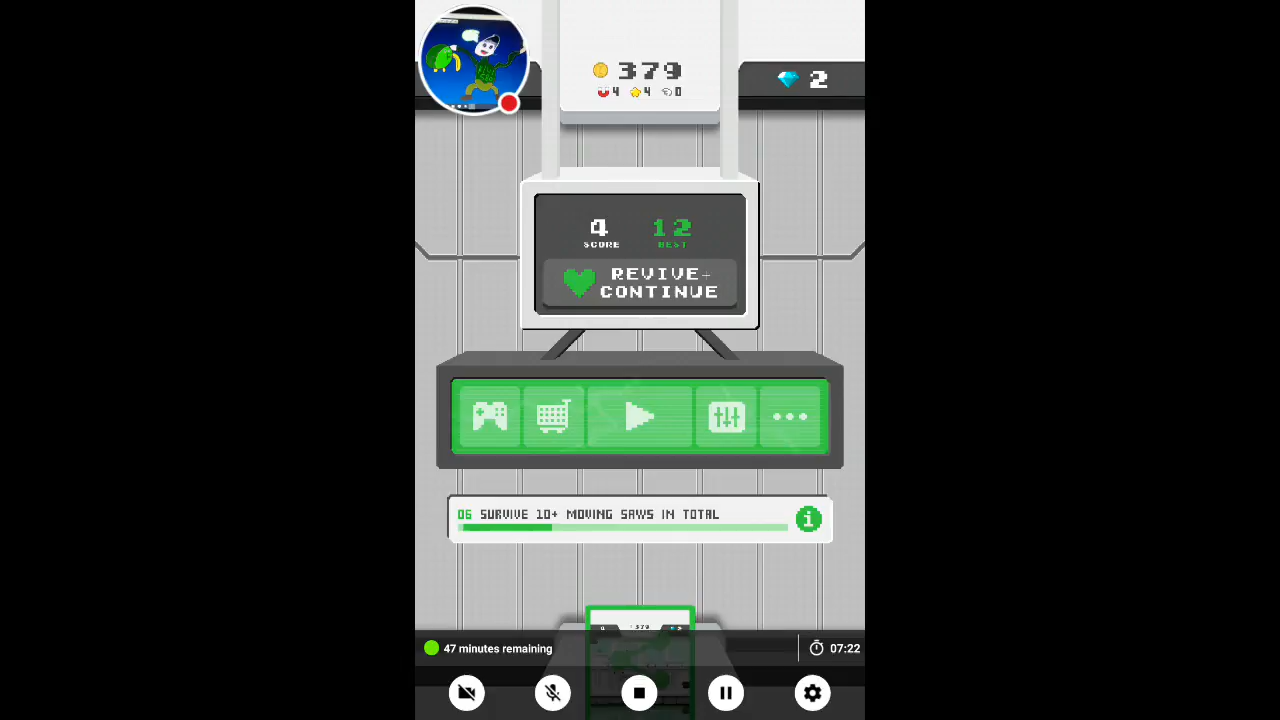 379
4 4 0
2
4 12
SCORE BEST
REVIVE+
CONTINUE
06 SURVIVE 10+ MOVING SAWS IN TOTAL
379
47 minutes remaining
07:22